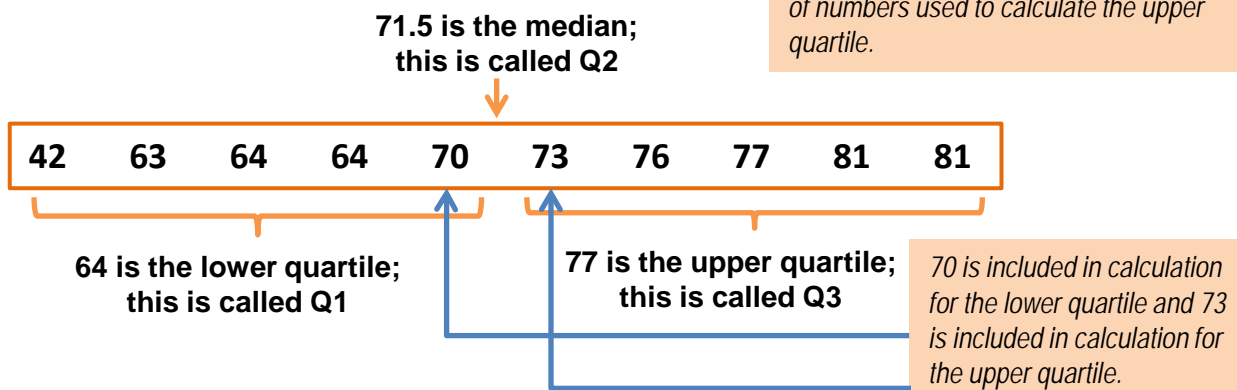 of numbers used to calculate the upper
quartile.
71.5 is the median;
this is called Q2
42 63 64 64 70 73 76 77 81 81
64 is the lower quartile;
this is called Q1
77 is the upper quartile;
this is called Q3
70 is included in calculation
for the lower quartile and 73
is included in calculation for
the upper quartile.